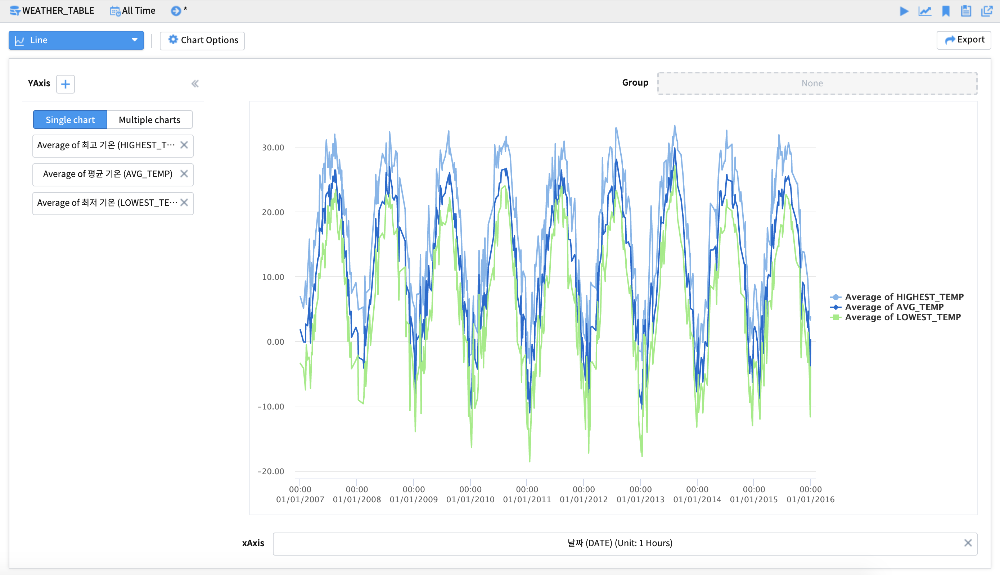 WEATHER_TABLE All Time *
Line Chart Options Export
YAxis Group None
Single chart Multiple charts
Average of 최고 기온 (HIGHEST_T···
Average of 평균 기온 (AVG_TEMP)
Average of 최저 기온 (LOWEST_TE···
30.00
20.00
10.00
0.00
−10.00
−20.00
Average of HIGHEST_TEMP
Average of AVG_TEMP
Average of LOWEST_TEMP
00:00 00:00 00:00 00:00 00:00 00:00 00:00 00:00 00:00 00:00
01/01/2007 01/01/2008 01/01/2009 01/01/2010 01/01/2011 01/01/2012 01/01/2013 01/01/2014 01/01/2015 01/01/2016
xAxis 날짜 (DATE) (Unit: 1 Hours)